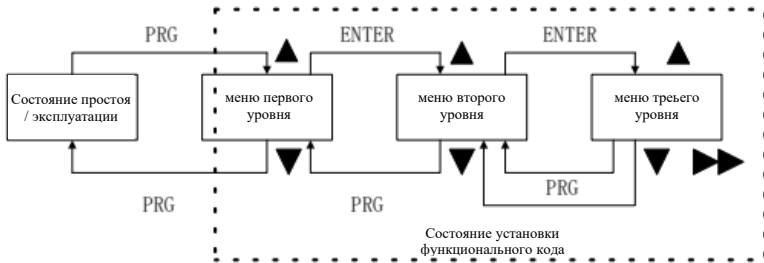 PRG
ENTER
ENTER
Состояние простоя
/ эксплуатации
меню первого
уровня
меню второго
уровня
меню треьего
уровня
PRG
PRG
PRG
Состояние установки
функционального кода